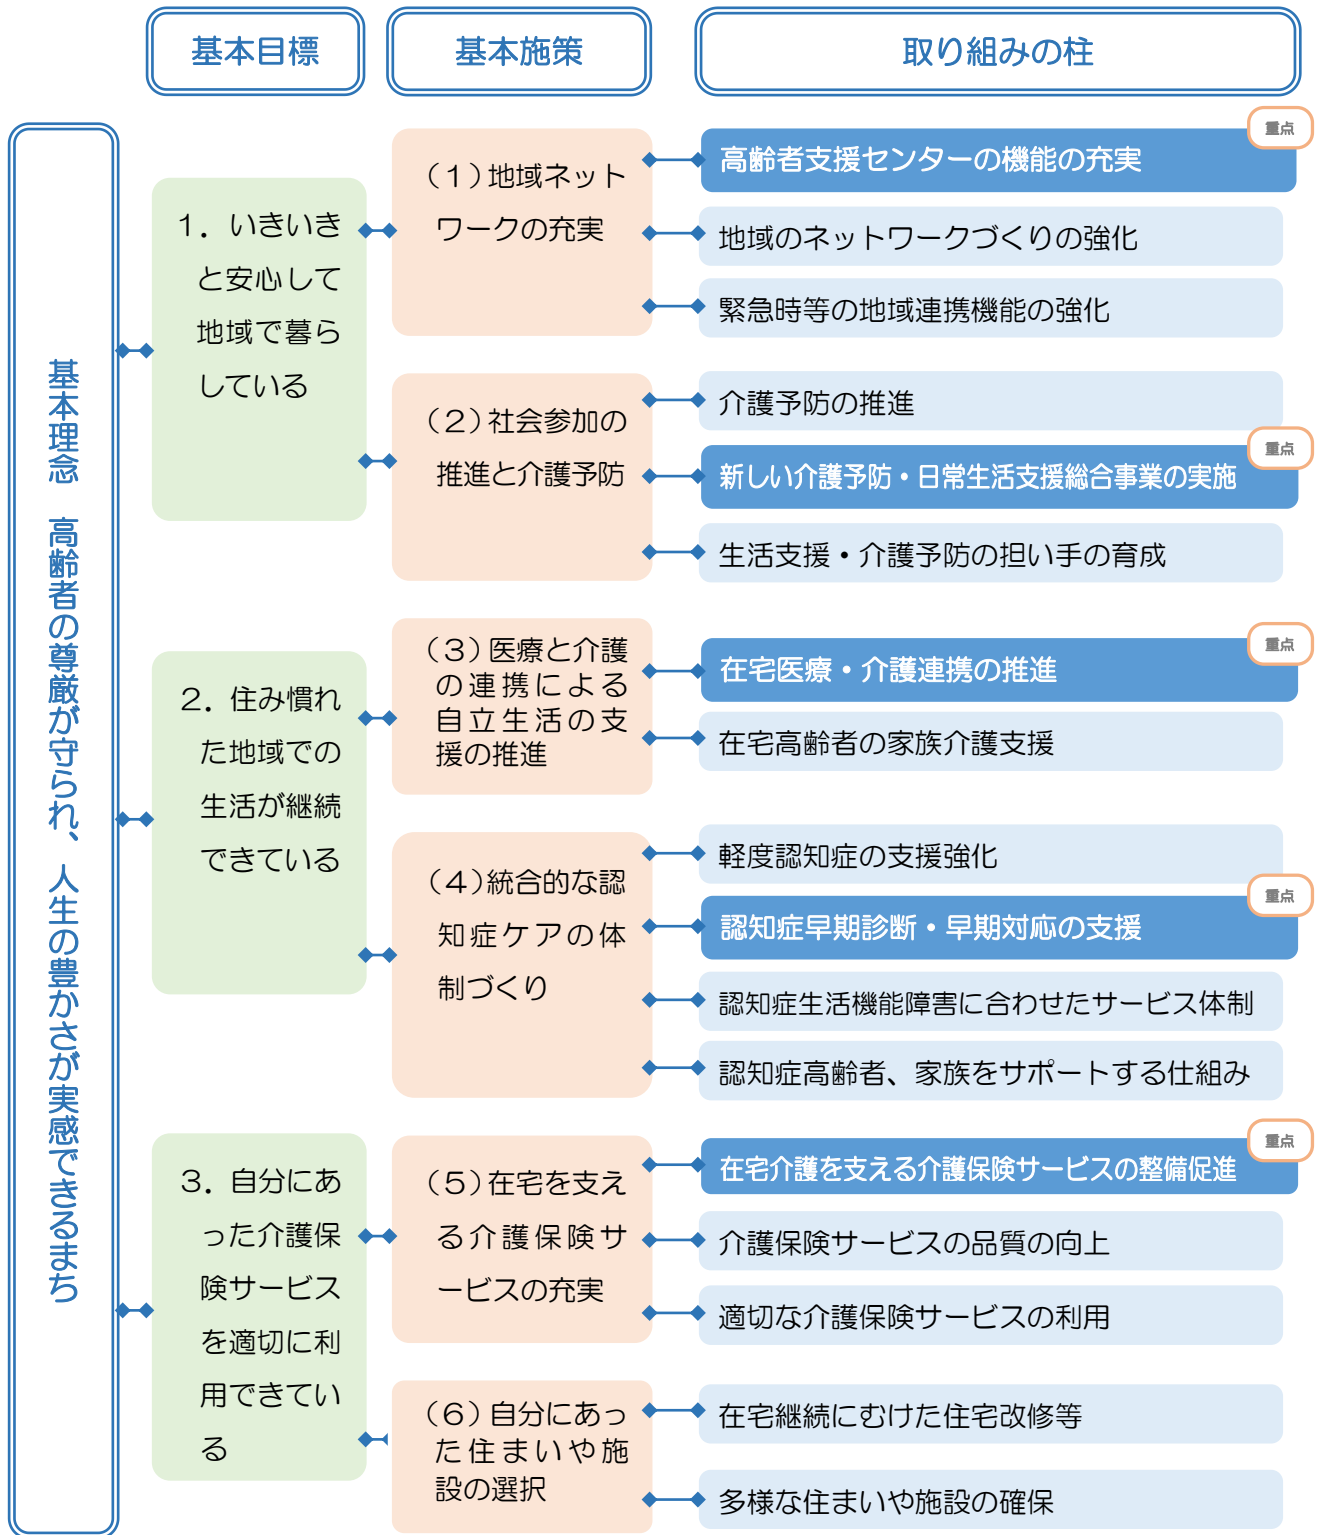 基本目標
基本施策
取り組みの柱
基本理念　高齢者の尊厳が守られ、人生の豊かさが実感できるまち
1．いきいき
と安心して
地域で暮ら
している
（1）地域ネット
ワークの充実
重点
高齢者支援センターの機能の充実
地域のネットワークづくりの強化
緊急時等の地域連携機能の強化
（2）社会参加の
推進と介護予防
介護予防の推進
重点
新しい介護予防・日常生活支援総合事業の実施
生活支援・介護予防の担い手の育成
2．住み慣れ
た地域での
生活が継続
できている
（3）医療と介護
の連携による
自立生活の支
援の推進
重点
在宅医療・介護連携の推進
在宅高齢者の家族介護支援
（4）統合的な認
知症ケアの体
制づくり
軽度認知症の支援強化
重点
認知症早期診断・早期対応の支援
認知症生活機能障害に合わせたサービス体制
認知症高齢者、家族をサポートする仕組み
3．自分にあ
った介護保
険サービス
を適切に利
用できてい
る
（5）在宅を支え
る介護保険サ
ービスの充実
重点
在宅介護を支える介護保険サービスの整備促進
介護保険サービスの品質の向上
適切な介護保険サービスの利用
（6）自分にあっ
た住まいや施
設の選択
在宅継続にむけた住宅改修等
多様な住まいや施設の確保